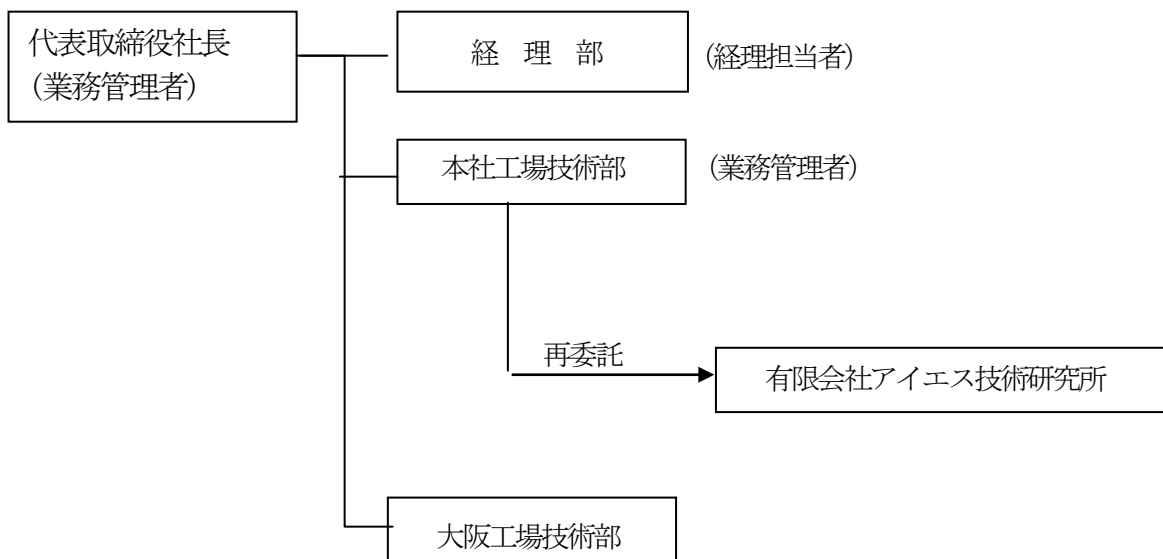 代表取締役社長
(業務管理者)
経 理 部
(経理担当者)
本社工場技術部
(業務管理者)
再委託
有限会社アイエス技術研究所
大阪工場技術部